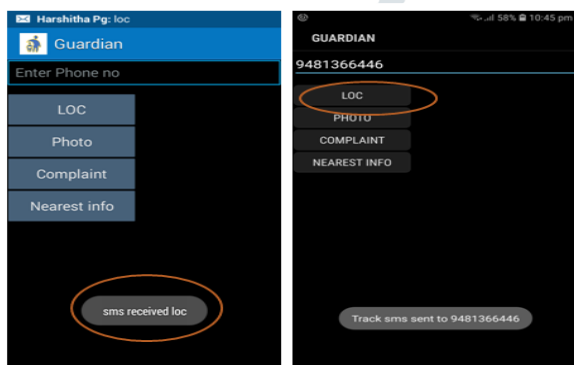 Harshitha Pg: loc
Guardian
Enter Phone no
LOC
Photo
Complaint
Nearest info
sms received loc
58% 10:45 pm
GUARDIAN
9481366446
LOC
PHOTO
COMPLAINT
NEAREST INFO
Track sms sent to 9481366446